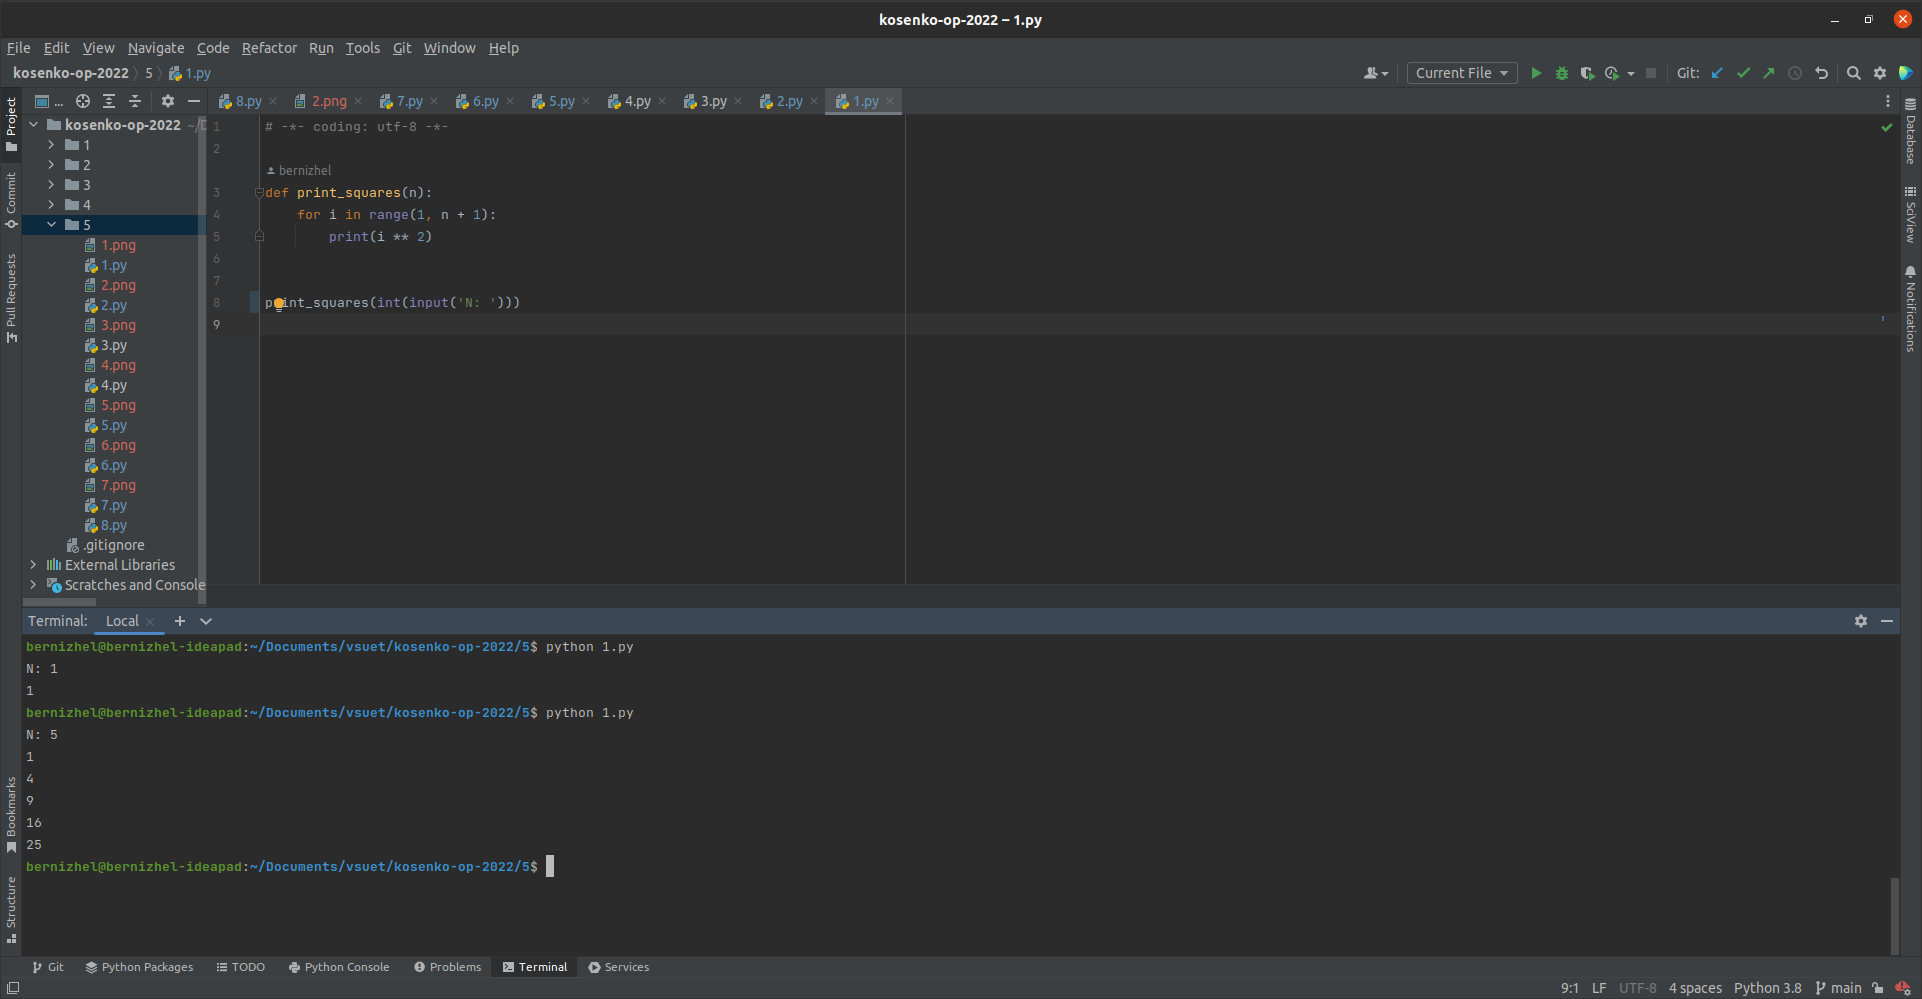 kosenko-op-2022 – 1.py
File Edit View Navigate Code Refactor Run Tools Git Window Help
kosenko-op-2022 5 1.py
Current File
Git:
Project
Commit
Pull Requests
Bookmarks
Structure
...
kosenko-op-2022 ~/D
1
2
3
4
5
1.png
1.py
2.png
2.py
3.png
3.py
4.png
4.py
5.png
5.py
6.png
6.py
7.png
7.py
8.py
.gitignore
External Libraries
Scratches and Console
8.py 2.png 7.py 6.py 5.py 4.py 3.py 2.py 1.py
1 # -*- coding: utf-8 -*-
2
bernizhel
3 def print_squares(n):
4 for i in range(1, n + 1):
5 print(i ** 2)
6
7
8 print_squares(int(input('N: ')))
9
Database
SciView
Notifications
Terminal: Local
bernizhel@bernizhel-ideapad:~/Documents/vsuet/kosenko-op-2022/5$ python 1.py
N: 1
1
bernizhel@bernizhel-ideapad:~/Documents/vsuet/kosenko-op-2022/5$ python 1.py
N: 5
1
4
9
16
25
bernizhel@bernizhel-ideapad:~/Documents/vsuet/kosenko-op-2022/5$
Git Python Packages TODO Python Console Problems Terminal Services
9:1 LF UTF-8 4 spaces Python 3.8 main